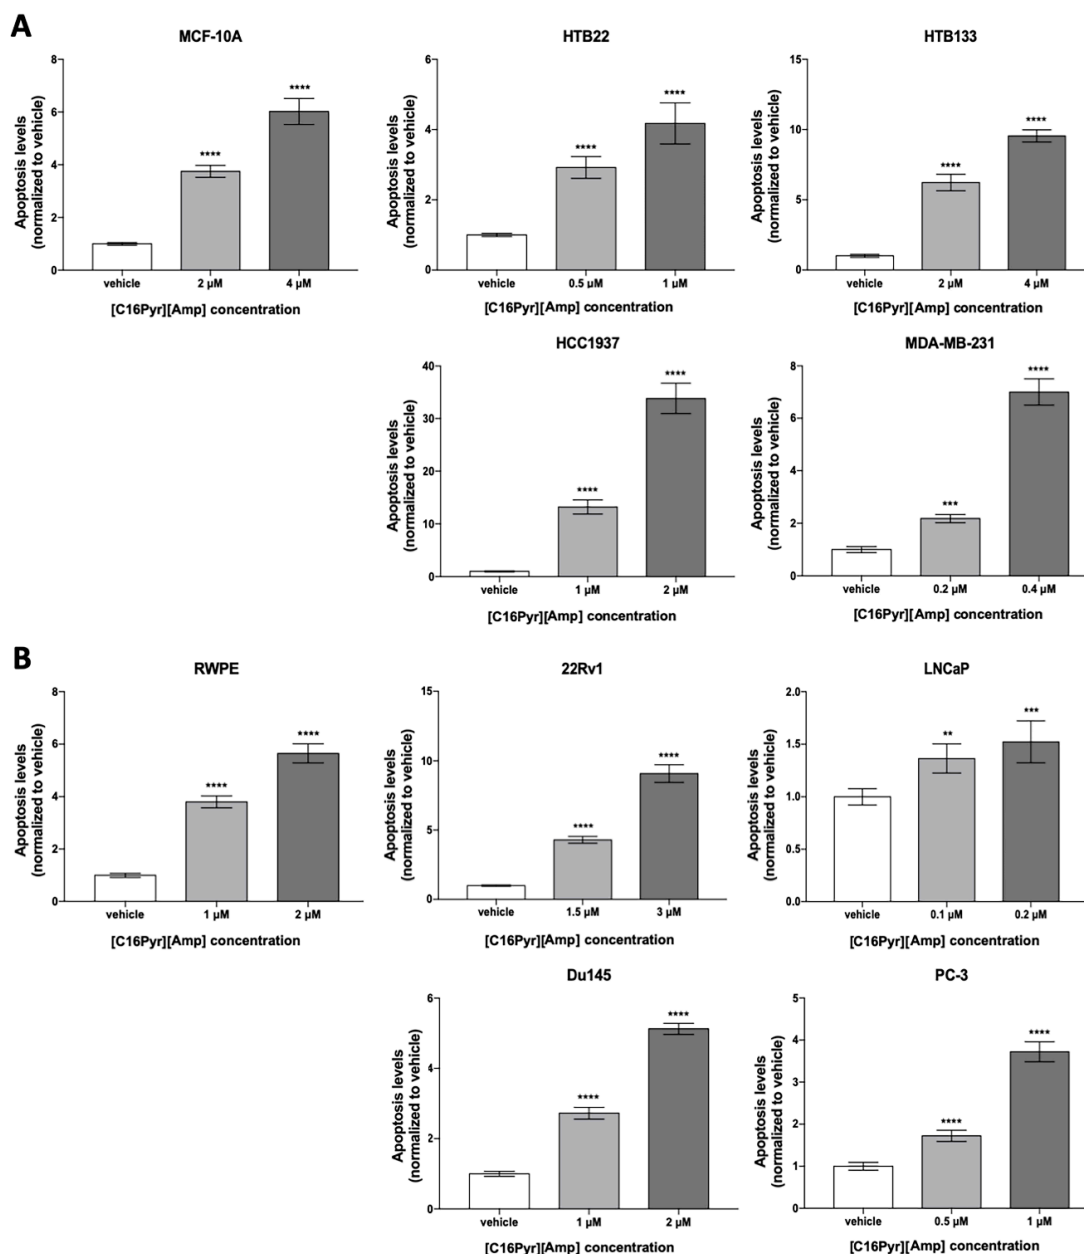 A
MCF-10A
Apoptosis levels
(normalized to vehicle)
8
6
4
2
0
****
****
vehicle
2 µM
4 µM
[C16Pyr][Amp] concentration
HTB22
Apoptosis levels
(normalized to vehicle)
6
4
2
0
****
****
vehicle
0.5 µM
1 µM
[C16Pyr][Amp] concentration
HTB133
Apoptosis levels
(normalized to vehicle)
15
10
5
0
****
****
vehicle
2 µM
4 µM
[C16Pyr][Amp] concentration
HCC1937
Apoptosis levels
(normalized to vehicle)
40
30
20
10
0
****
****
vehicle
1 µM
2 µM
[C16Pyr][Amp] concentration
MDA-MB-231
Apoptosis levels
(normalized to vehicle)
8
6
4
2
0
***
****
vehicle
0.2 µM
0.4 µM
[C16Pyr][Amp] concentration
B
RWPE
Apoptosis levels
(normalized to vehicle)
8
6
4
2
0
****
****
vehicle
1 µM
2 µM
[C16Pyr][Amp] concentration
22Rv1
Apoptosis levels
(normalized to vehicle)
15
10
5
0
****
****
vehicle
1.5 µM
3 µM
[C16Pyr][Amp] concentration
LNCaP
Apoptosis levels
(normalized to vehicle)
2.0
1.5
1.0
0.5
0.0
**
***
vehicle
0.1 µM
0.2 µM
[C16Pyr][Amp] concentration
Du145
Apoptosis levels
(normalized to vehicle)
6
4
2
0
****
****
vehicle
1 µM
2 µM
[C16Pyr][Amp] concentration
PC-3
Apoptosis levels
(normalized to vehicle)
5
4
3
2
1
0
****
****
vehicle
0.5 µM
1 µM
[C16Pyr][Amp] concentration